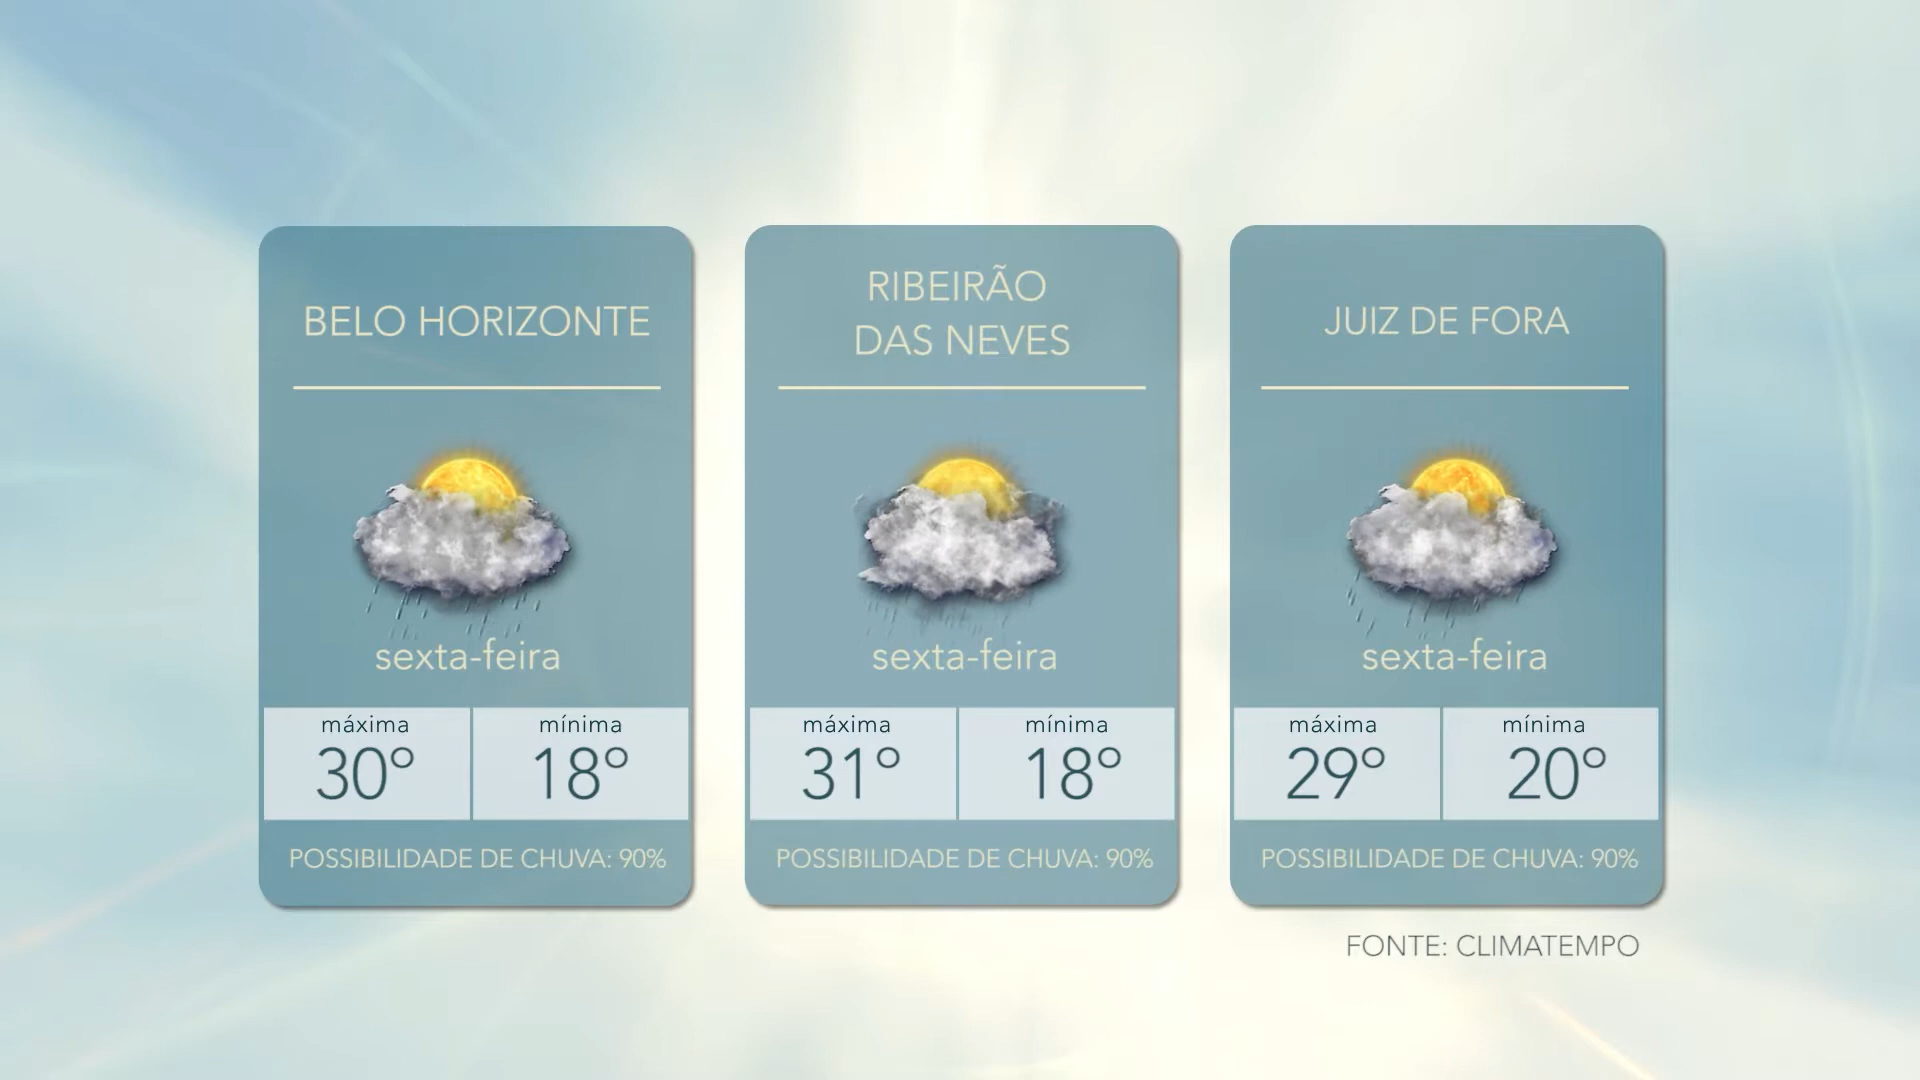 BELO HORIZONTE
sexta-feira
máxima
30°
mínima
18°
POSSIBILIDADE DE CHUVA: 90%
RIBEIRÃO
DAS NEVES
sexta-feira
máxima
31°
mínima
18°
POSSIBILIDADE DE CHUVA: 90%
JUIZ DE FORA
sexta-feira
máxima
29°
mínima
20°
POSSIBILIDADE DE CHUVA: 90%
FONTE: CLIMATEMPO